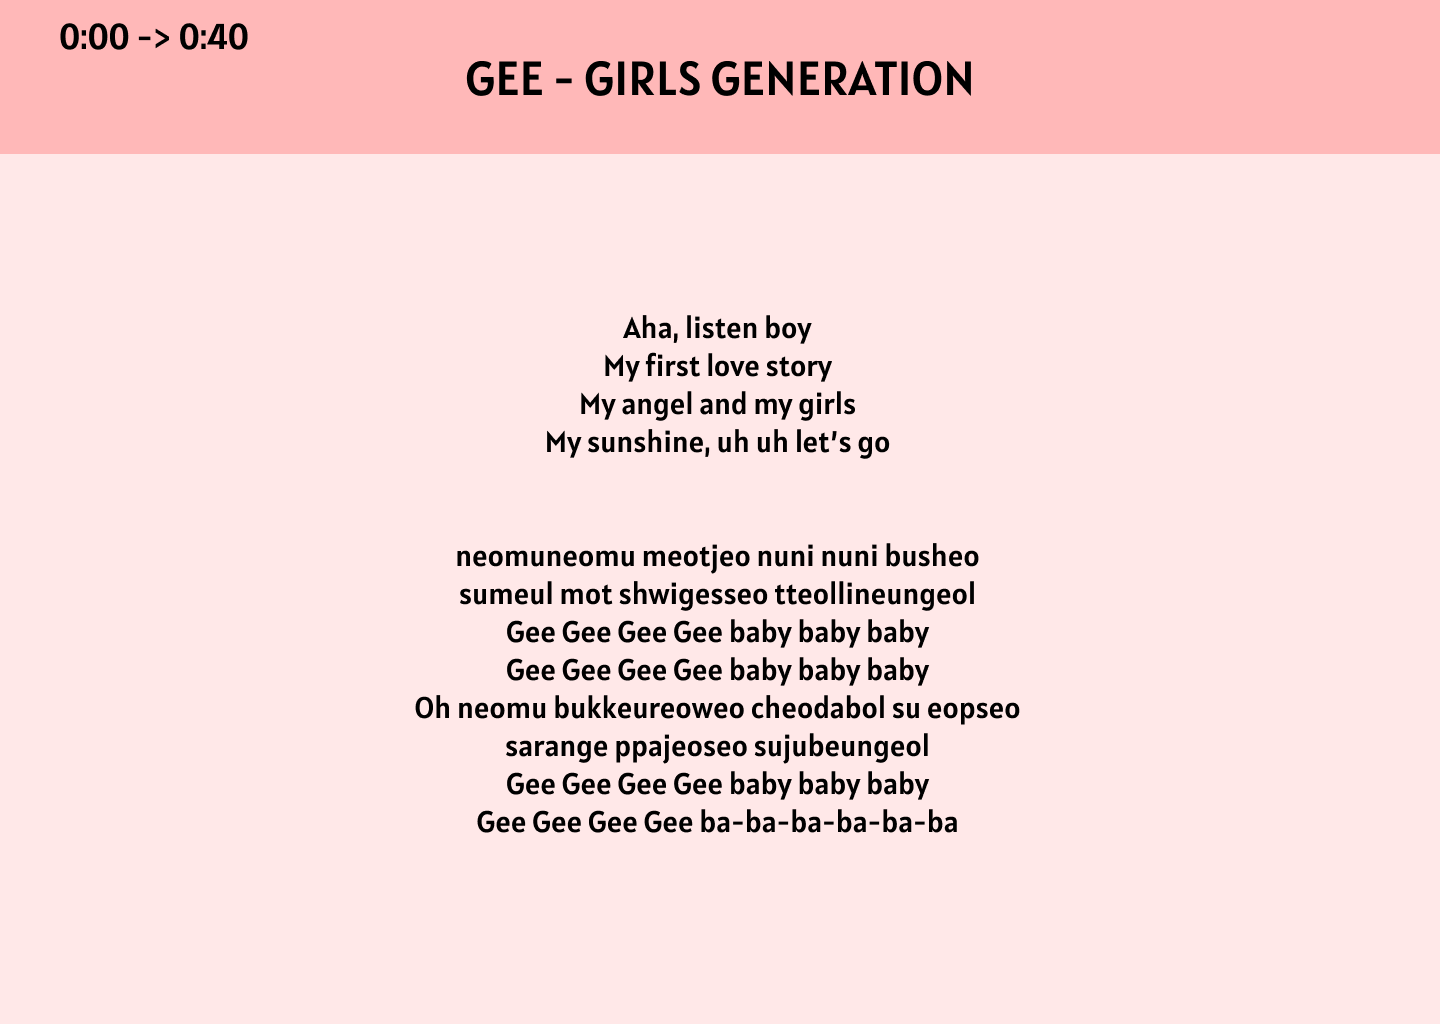 0:00 -> 0:40
GEE - GIRLS GENERATION
Aha, listen boy
My first love story
My angel and my girls
My sunshine, uh uh let's go
neomuneomu meotjeo nuni nuni busheo
sumeul mot shwigesseo tteollineungeol
Gee Gee Gee Gee baby baby baby
Gee Gee Gee Gee baby baby baby
Oh neomu bukkeureoweo cheodabol su eopseo
sarange ppajeoseo sujubeungeol
Gee Gee Gee Gee baby baby baby
Gee Gee Gee Gee ba-ba-ba-ba-ba-ba